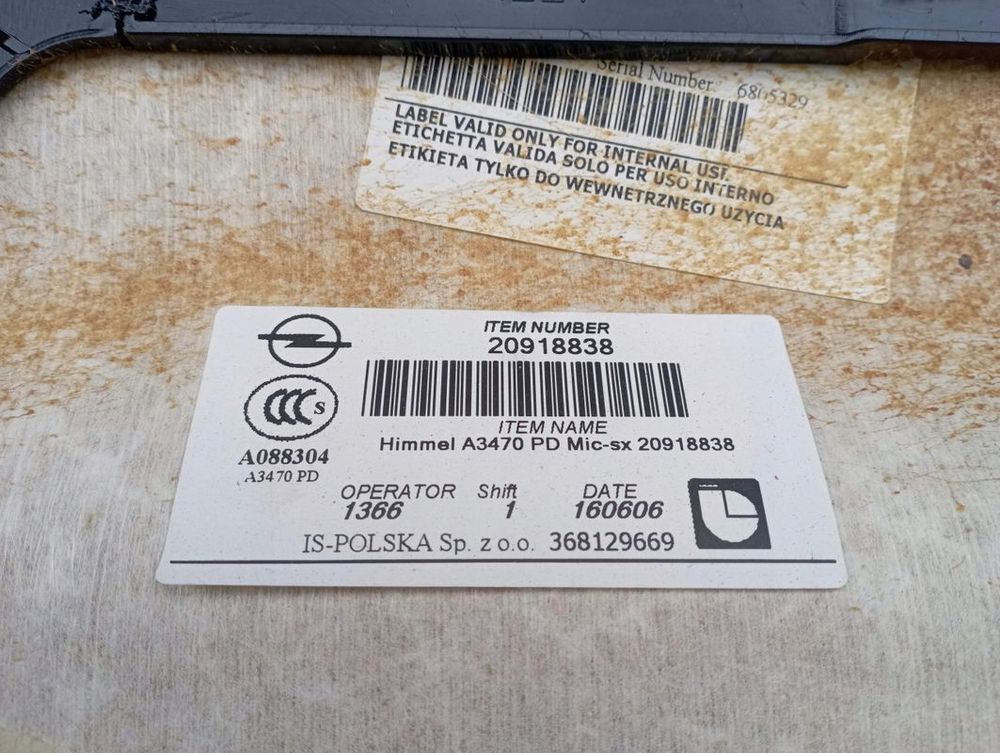 Serial Number. 6805329
LABEL VALID ONLY FOR INTERNAL USE
ETICHETTA VALIDA SOLO PER USO INTERNO
ETIKIETA TYLKO DO WEWNETRZNEGO UZYCIA
ITEM NUMBER
20918838
ITEM NAME
Himmel A3470 PD Mic-sx 20918838
CCC S
A088304
A3470 PD
OPERATOR Shift DATE
1366 1 160606
IS-POLSKA Sp. z o.o. 368129669